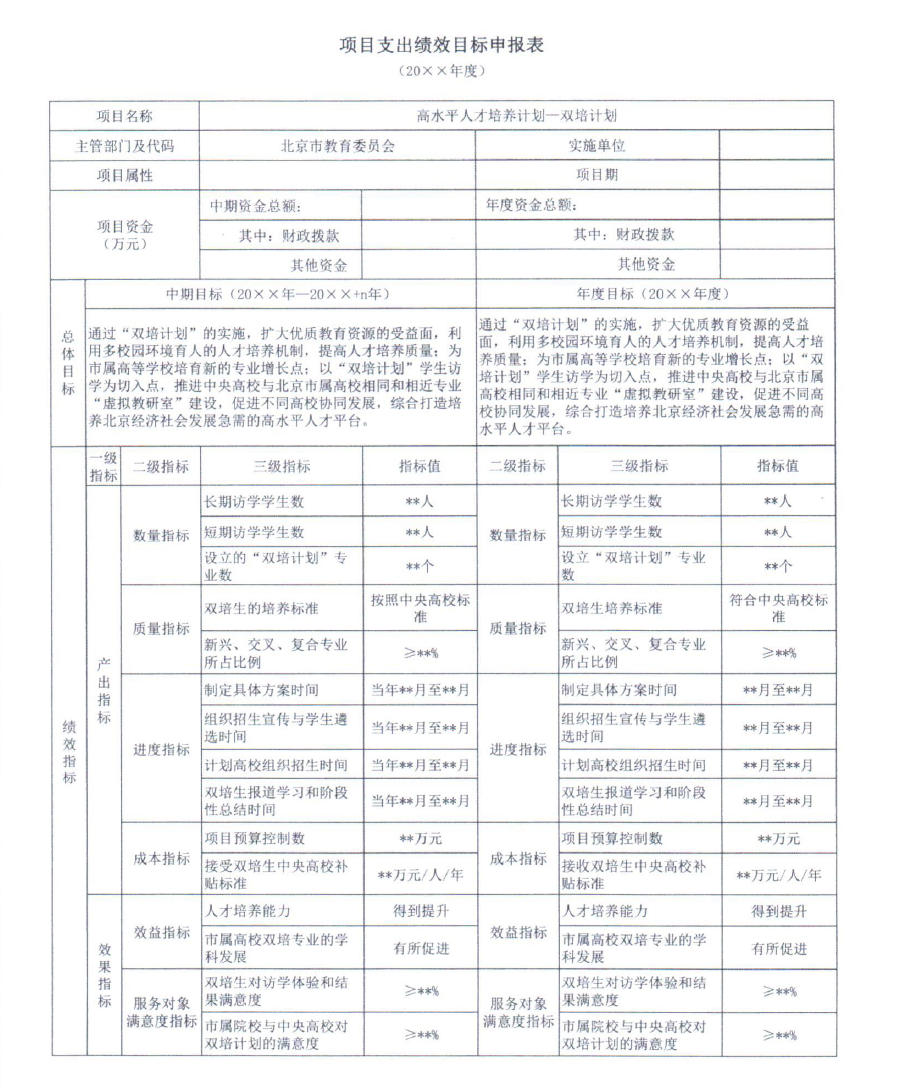 项目支出绩效目标申报表
（20××年度）
项目名称
高水平人才培养计划—双培计划
主管部门及代码
北京市教育委员会
实施单位
项目属性
项目期
项目资金
（万元）
中期资金总额：
年度资金总额：
其中：财政拨款
其中：财政拨款
其他资金
其他资金
总体目标
中期目标（20××年—20××+n年）
年度目标（20××年度）
通过“双培计划”的实施，扩大优质教育资源的受益面，利
用多校园环境育人的人才培养机制，提高人才培养质量；为
市属高等学校培育新的专业增长点；以“双培计划”学生访
学为切入点，推进中央高校与北京市属高校相同和相近专业
“虚拟教研室”建设，促进不同高校协同发展，综合打造培
养北京经济社会发展急需的高水平人才平台。
通过“双培计划”的实施，扩大优质教育资源的受益
面，利用多校园环境育人的人才培养机制，提高人才培
养质量；为市属高等学校培育新的专业增长点；以“双
培计划”学生访学为切入点，推进中央高校与北京市属
高校相同和相近专业“虚拟教研室”建设，促进不同高
校协同发展，综合打造培养北京经济社会发展急需的高
水平人才平台。
绩效指标
一级
指标
二级指标
三级指标
指标值
二级指标
三级指标
指标值
产出指标
数量指标
长期访学学生数
**人
数量指标
长期访学学生数
**人
短期访学学生数
**人
短期访学学生数
**人
设立的“双培计划”专
业数
**个
设立“双培计划”专业
数
**个
质量指标
双培生的培养标准
按照中央高校标
准
质量指标
双培生培养标准
符合中央高校标
准
新兴、交叉、复合专业
所占比例
≥**%
新兴、交叉、复合专业
所占比例
≥**%
进度指标
制定具体方案时间
当年**月至**月
进度指标
制定具体方案时间
**月至**月
组织招生宣传与学生遴
选时间
当年**月至**月
组织招生宣传与学生遴
选时间
**月至**月
计划高校组织招生时间
当年**月至**月
计划高校组织招生时间
**月至**月
双培生报道学习和阶段
性总结时间
当年**月至**月
双培生报道学习和阶段
性总结时间
**月至**月
成本指标
项目预算控制数
**万元
成本指标
项目预算控制数
**万元
接受双培生中央高校补
贴标准
**万元/人/年
接收双培生中央高校补
贴标准
**万元/人/年
效果指标
效益指标
人才培养能力
得到提升
效益指标
人才培养能力
得到提升
市属高校双培专业的学
科发展
有所促进
市属高校双培专业的学
科发展
有所促进
服务对象
满意度指标
双培生对访学体验和结
果满意度
≥**%
服务对象
满意度指标
双培生对访学体验和结
果满意度
≥**%
市属院校与中央高校对
双培计划的满意度
≥**%
市属院校与中央高校对
双培计划的满意度
≥**%